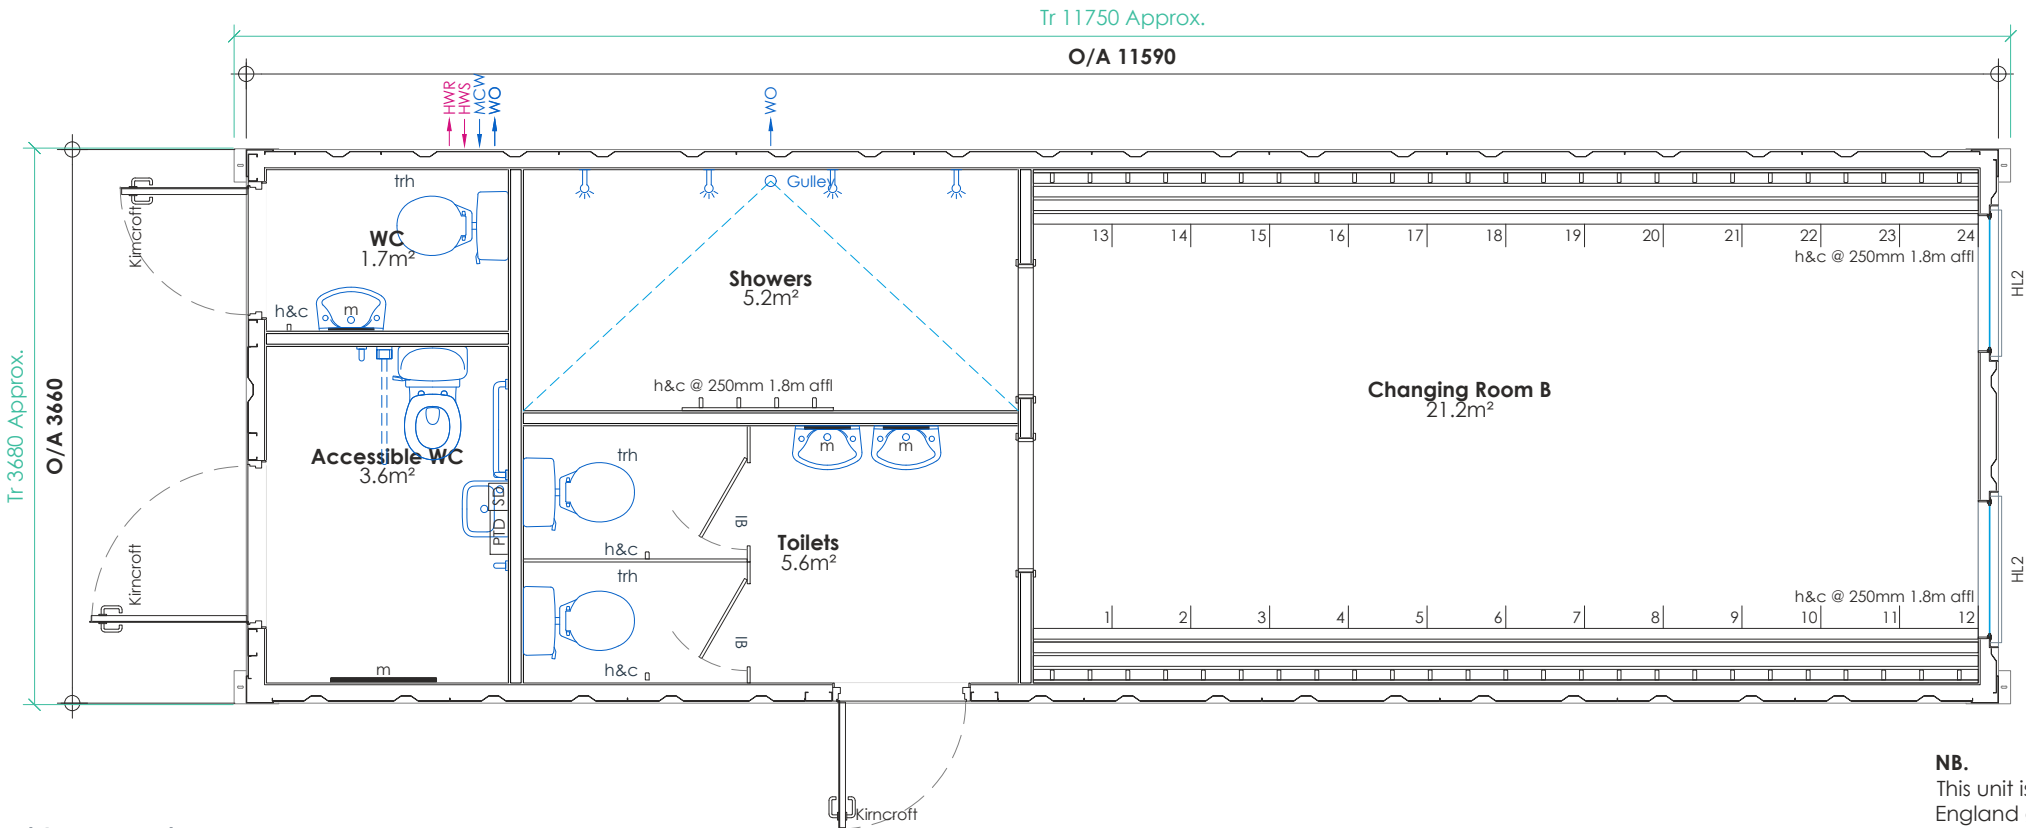 Tr 11750 Approx.
O/A 11590
HWR
HWS
MCW
WO
WO
trh
Gulley
Kirncroft
WC
1.7m²
h&c
m
Showers
5.2m²
13 14 15 16 17 18 19 20 21 22 23 24
h&c @ 250mm 1.8m affl
HL2
Tr 3680 Approx.
O/A 3660
h&c @ 250mm 1.8m affl
Changing Room B
21.2m²
Accessible WC
3.6m²
SD
PTD
m
m
trh
IB
h&c
Toilets
5.6m²
Kirncroft
trh
IB
h&c
m
HL2
h&c @ 250mm 1.8m affl
1 2 3 4 5 6 7 8 9 10 11 12
Kirncroft
NB.
This unit is
England